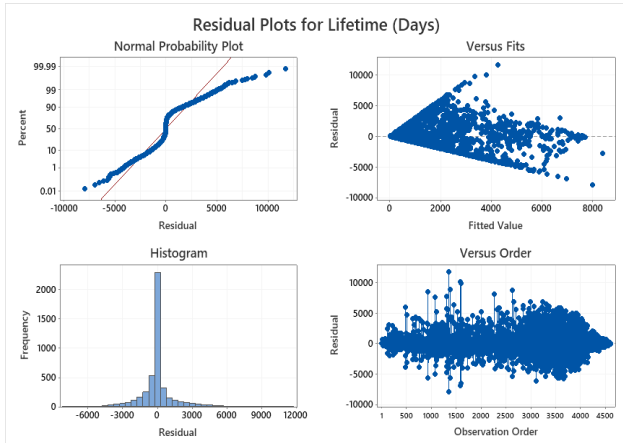 Residual Plots for Lifetime (Days)
Normal Probability Plot
99.99
99
90
50
10
1
0.01
Percent
-10000 -5000 0 5000 10000
Residual
Versus Fits
10000
5000
0
-5000
-10000
Residual
0 2000 4000 6000 8000
Fitted Value
Histogram
2000
1500
1000
500
0
Frequency
-6000 -3000 0 3000 6000 9000 12000
Residual
Versus Order
10000
5000
0
-5000
-10000
Residual
1 500 1000 1500 2000 2500 3000 3500 4000 4500
Observation Order